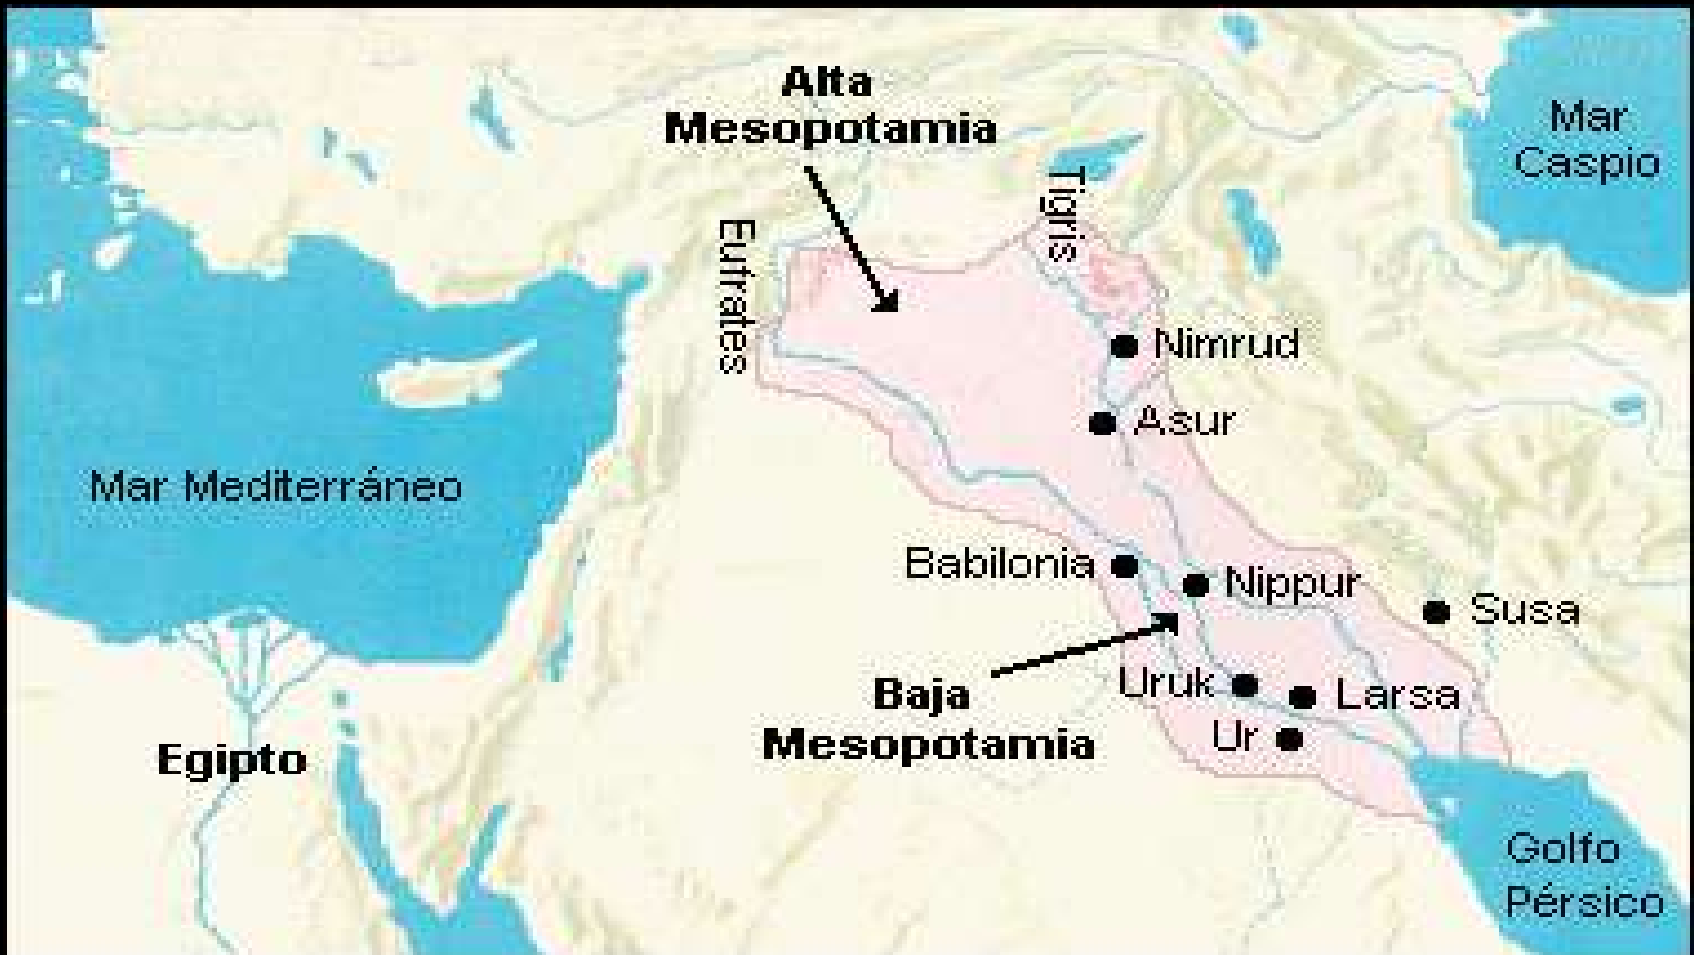 Alta
Mesopotamia
Mar
Caspio
Tigris
Eufrates
Nimrud
Asur
Mar Mediterráneo
Babilonia
Nippur
Susa
Uruk
Larsa
Baja
Mesopotamia
Ur
Egipto
Golfo
Pérsico